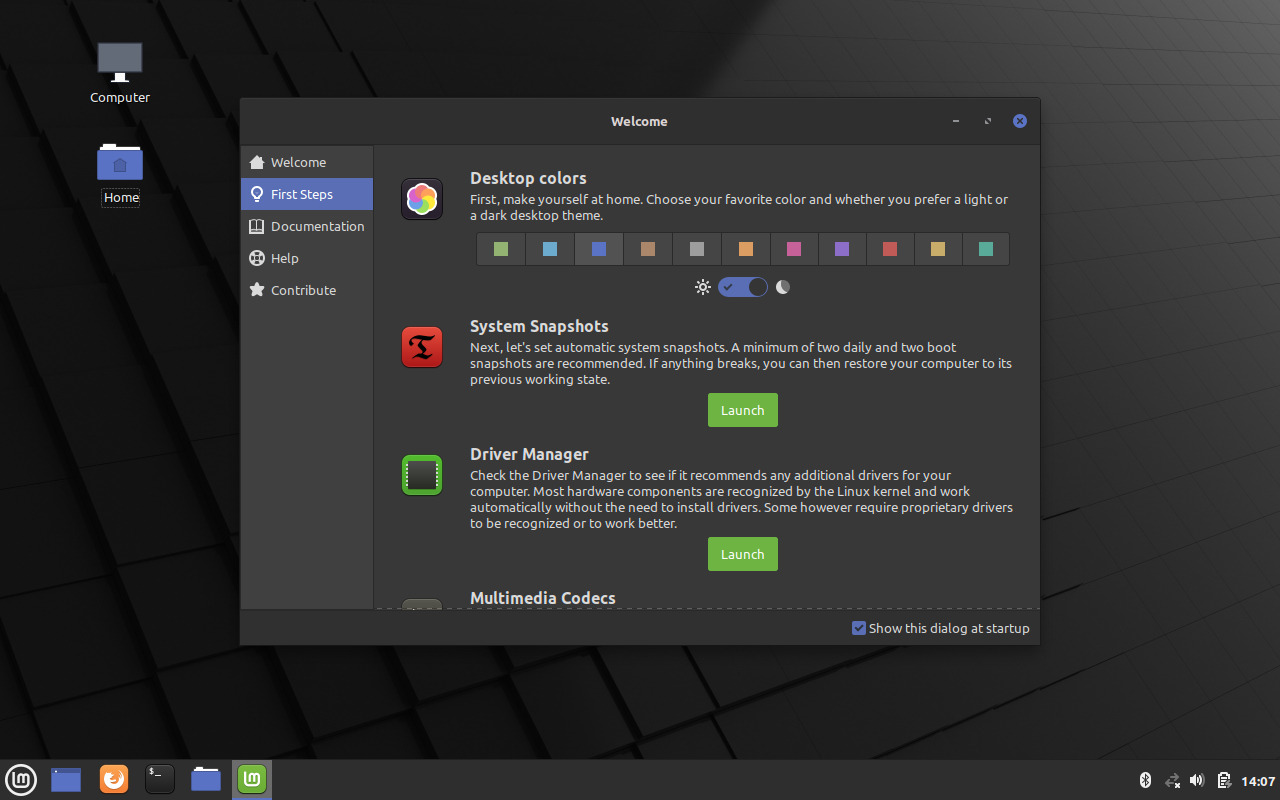 Computer
Home
Welcome
Welcome
First Steps
Documentation
Help
Contribute
Desktop colors
First, make yourself at home. Choose your favorite color and whether you prefer a light or
a dark desktop theme.
System Snapshots
Next, let's set automatic system snapshots. A minimum of two daily and two boot
snapshots are recommended. If anything breaks, you can then restore your computer to its
previous working state.
Launch
Driver Manager
Check the Driver Manager to see if it recommends any additional drivers for your
computer. Most hardware components are recognized by the Linux kernel and work
automatically without the need to install drivers. Some however require proprietary drivers
to be recognized or to work better.
Launch
Multimedia Codecs
Show this dialog at startup
$_
14:07